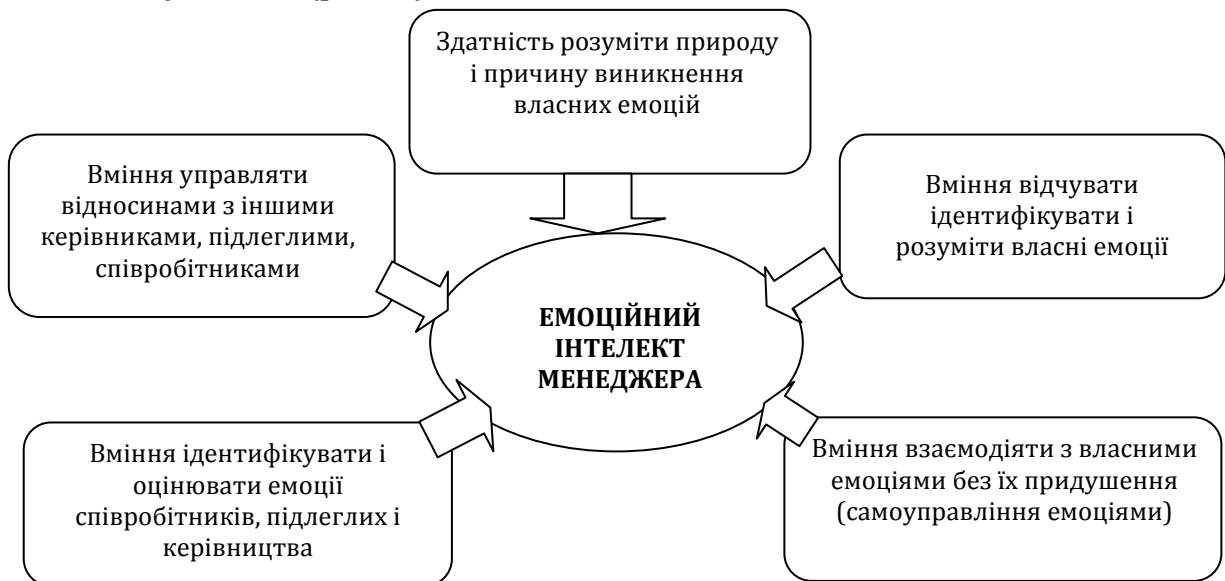 Здатність розуміти природу
і причину виникнення
власних емоцій
Вміння управляти
відносинами з іншими
керівниками, підлеглими,
співробітниками
Вміння відчувати
ідентифікувати і
розуміти власні емоції
ЕМОЦІЙНИЙ
ІНТЕЛЕКТ
МЕНЕДЖЕРА
Вміння ідентифікувати і
оцінювати емоції
співробітників, підлеглих і
керівництва
Вміння взаємодіяти з власними
емоціями без їх придушення
(самоуправління емоціями)